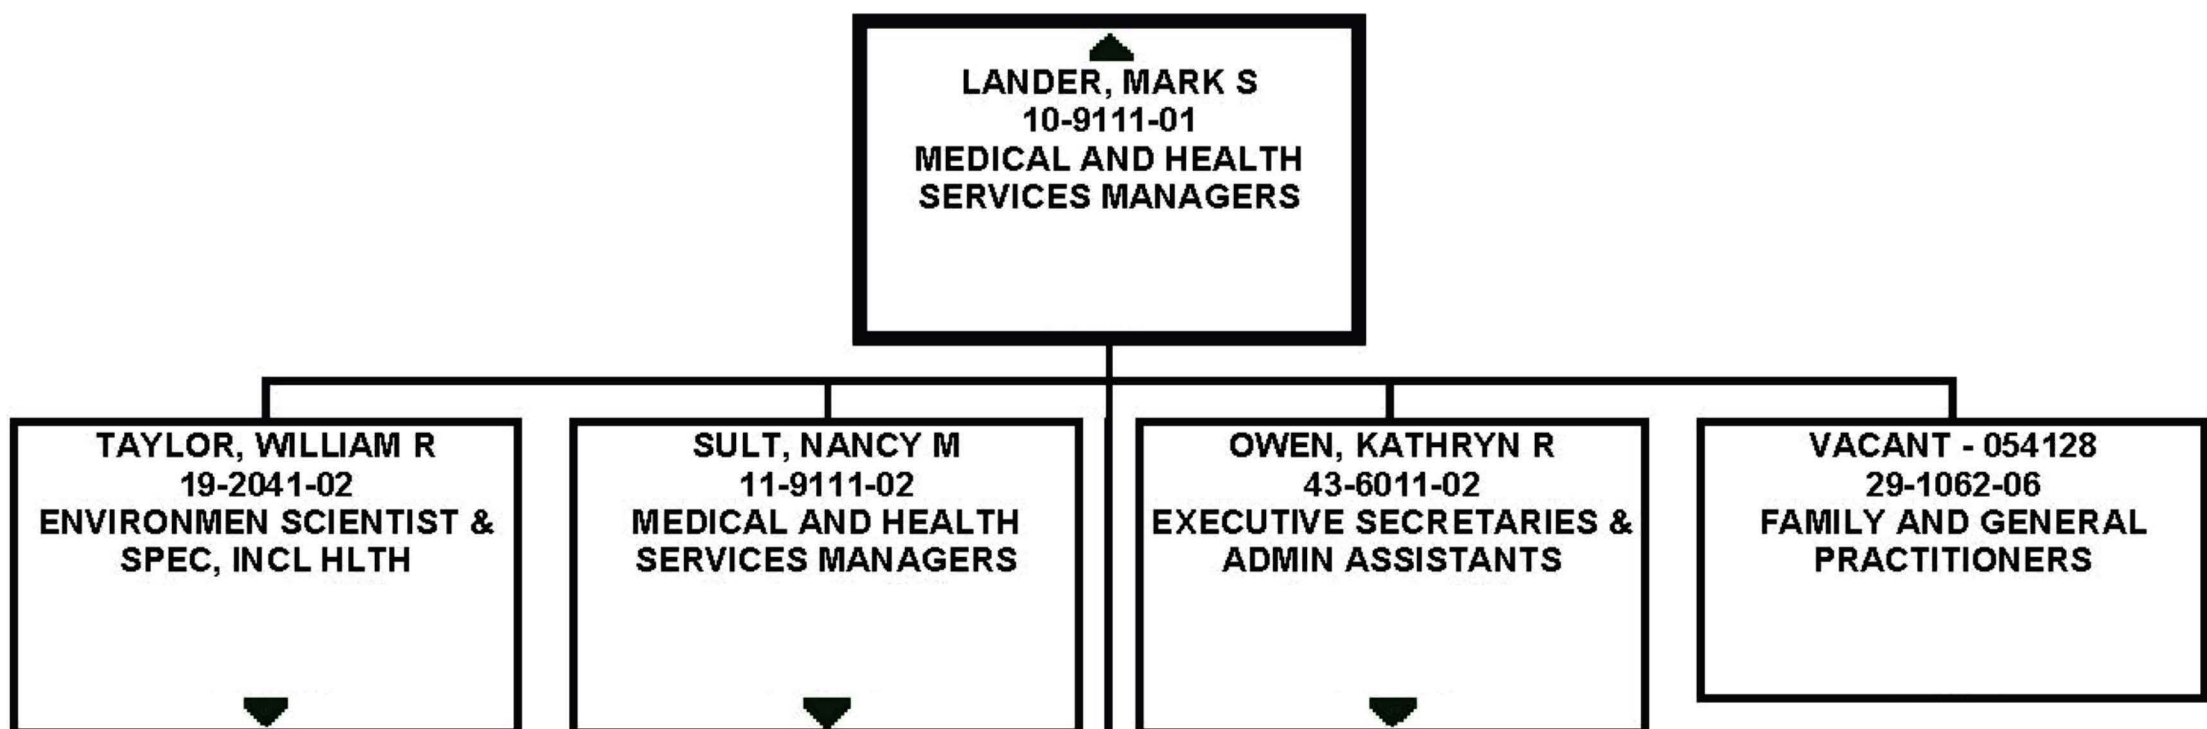 LANDER, MARK S
10-9111-01
MEDICAL AND HEALTH
SERVICES MANAGERS
TAYLOR, WILLIAM R
19-2041-02
ENVIRONMEN SCIENTIST &
SPEC, INCL HLTH
SULT, NANCY M
11-9111-02
MEDICAL AND HEALTH
SERVICES MANAGERS
OWEN, KATHRYN R
43-6011-02
EXECUTIVE SECRETARIES &
ADMIN ASSISTANTS
VACANT - 054128
29-1062-06
FAMILY AND GENERAL
PRACTITIONERS